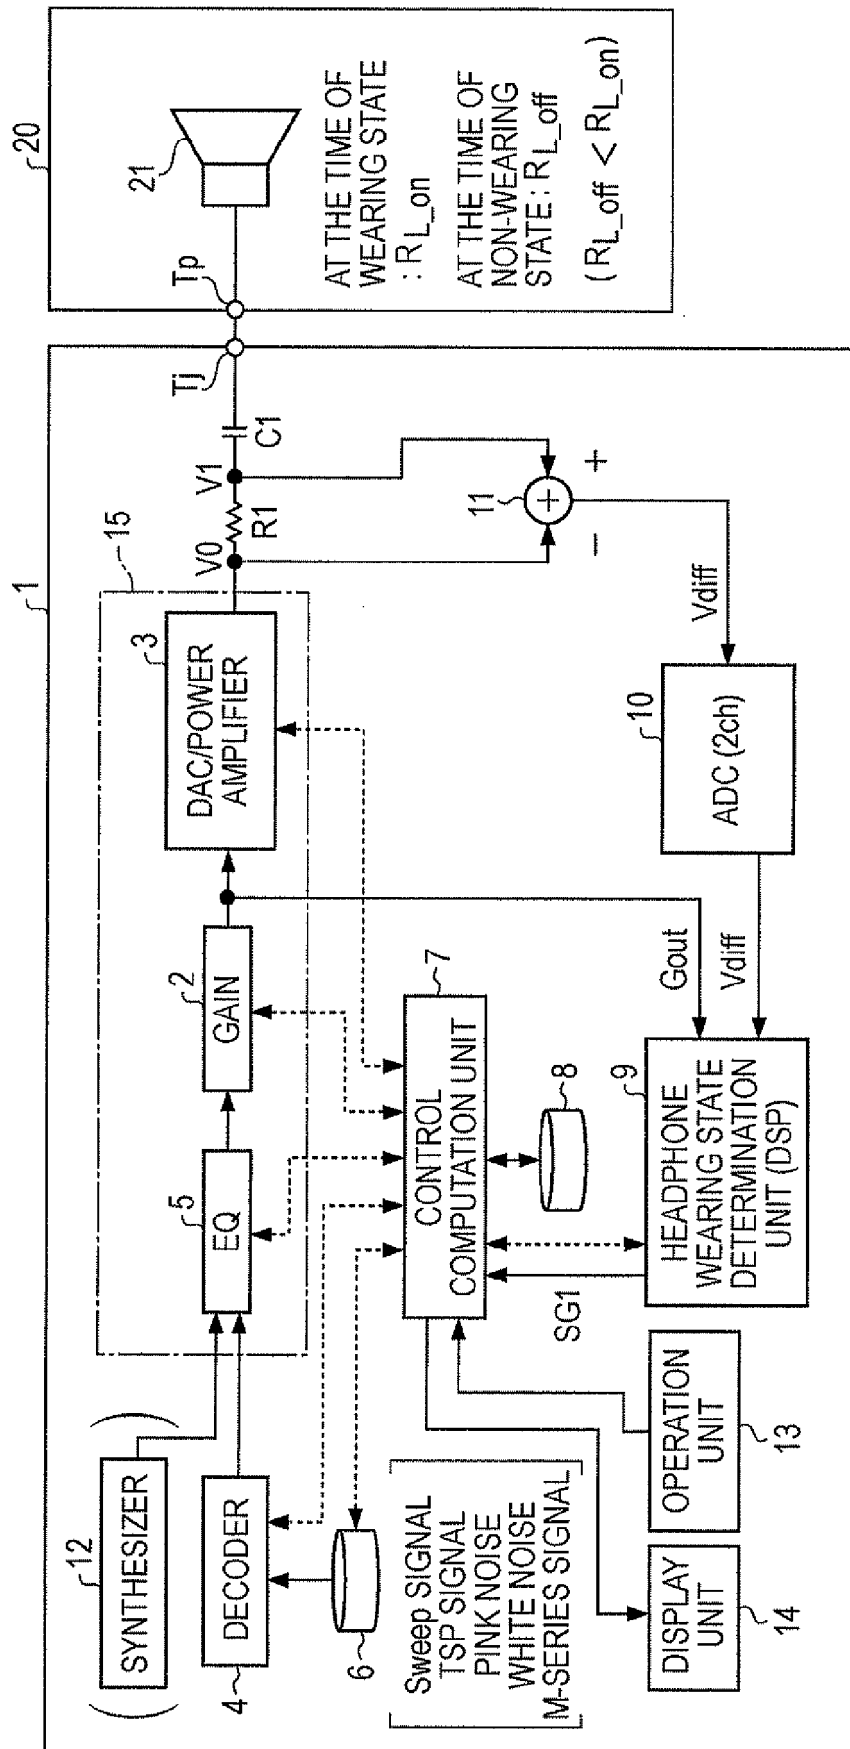 1
20
15
12
SYNTHESIZER
4
DECODER
6
5
EQ
2
GAIN
3
DAC/POWER
AMPLIFIER
V0
R1
V1
C1
Tj
Tp
21
AT THE TIME OF
WEARING STATE
: RL_on
AT THE TIME OF
NON-WEARING
STATE : RL_off
(RL_off < RL_on)
11
+
−
+
Vdiff
10
ADC (2ch)
Gout
Vdiff
7
CONTROL
COMPUTATION UNIT
8
9
HEADPHONE
WEARING STATE
DETERMINATION
UNIT (DSP)
SG1
Sweep SIGNAL
TSP SIGNAL
PINK NOISE
WHITE NOISE
M-SERIES SIGNAL
OPERATION
UNIT
13
DISPLAY
UNIT
14